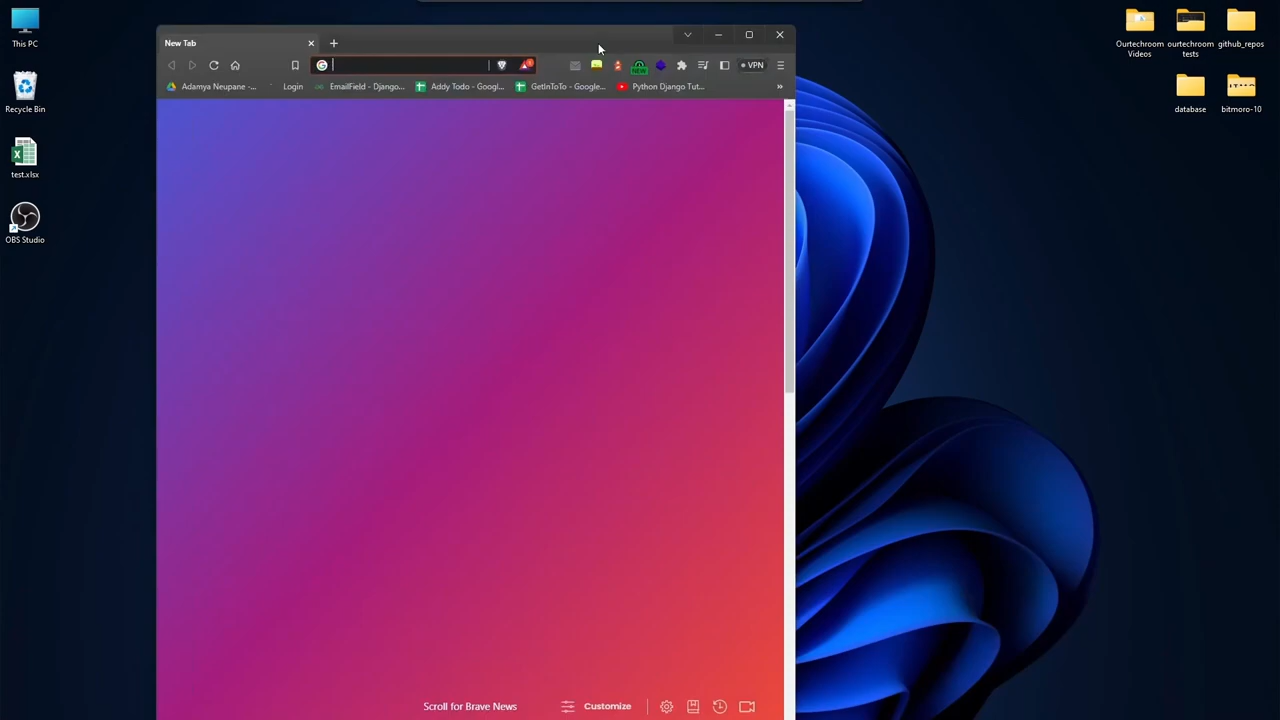 This PC
Recycle Bin
test.xlsx
OBS Studio
New Tab
VPN
Adamya Neupane -...
Login
EmailField - Django...
Addy Todo - Googl...
GetInToTo - Google...
Python Django Tut...
Scroll for Brave News
Customize
Ourtechroom
Videos
ourtechroom
tests
github_repos
database
bitmoro-10
NEW